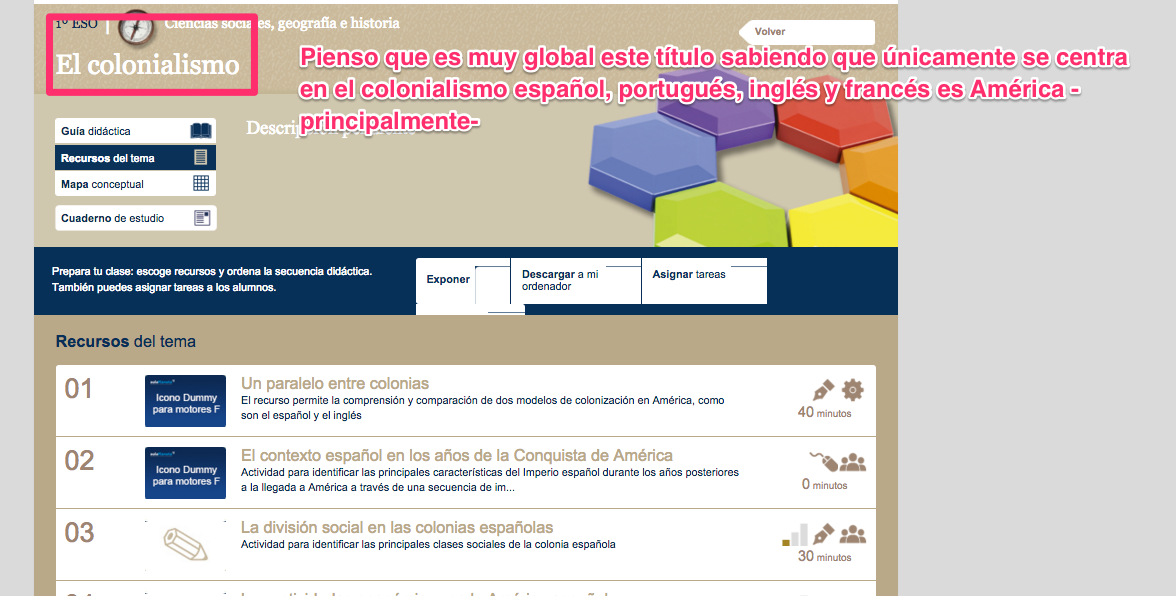 1º ESO
Ciencias sociales, geografía e historia
El colonialismo
Volver
Pienso que es muy global este título sabiendo que únicamente se centra
en el colonialismo español, portugués, inglés y francés es América -
principalmente-
Guía didáctica
Recursos del tema
Mapa conceptual
Cuaderno de estudio
Prepara tu clase: escoge recursos y ordena la secuencia didáctica.
También puedes asignar tareas a los alumnos.
Exponer
Descargar a mi
ordenador
Asignar tareas
Recursos del tema
01
Icono Dummy
para motores F
Un paralelo entre colonias
El recurso permite la comprensión y comparación de dos modelos de colonización en América, como
son el español y el inglés
40 minutos
02
Icono Dummy
para motores F
El contexto español en los años de la Conquista de América
Actividad para identificar las principales características del Imperio español durante los años posteriores
a la llegada a América a través de una secuencia de im...
0 minutos
03
La división social en las colonias españolas
Actividad para identificar las principales clases sociales de la colonia española
30 minutos